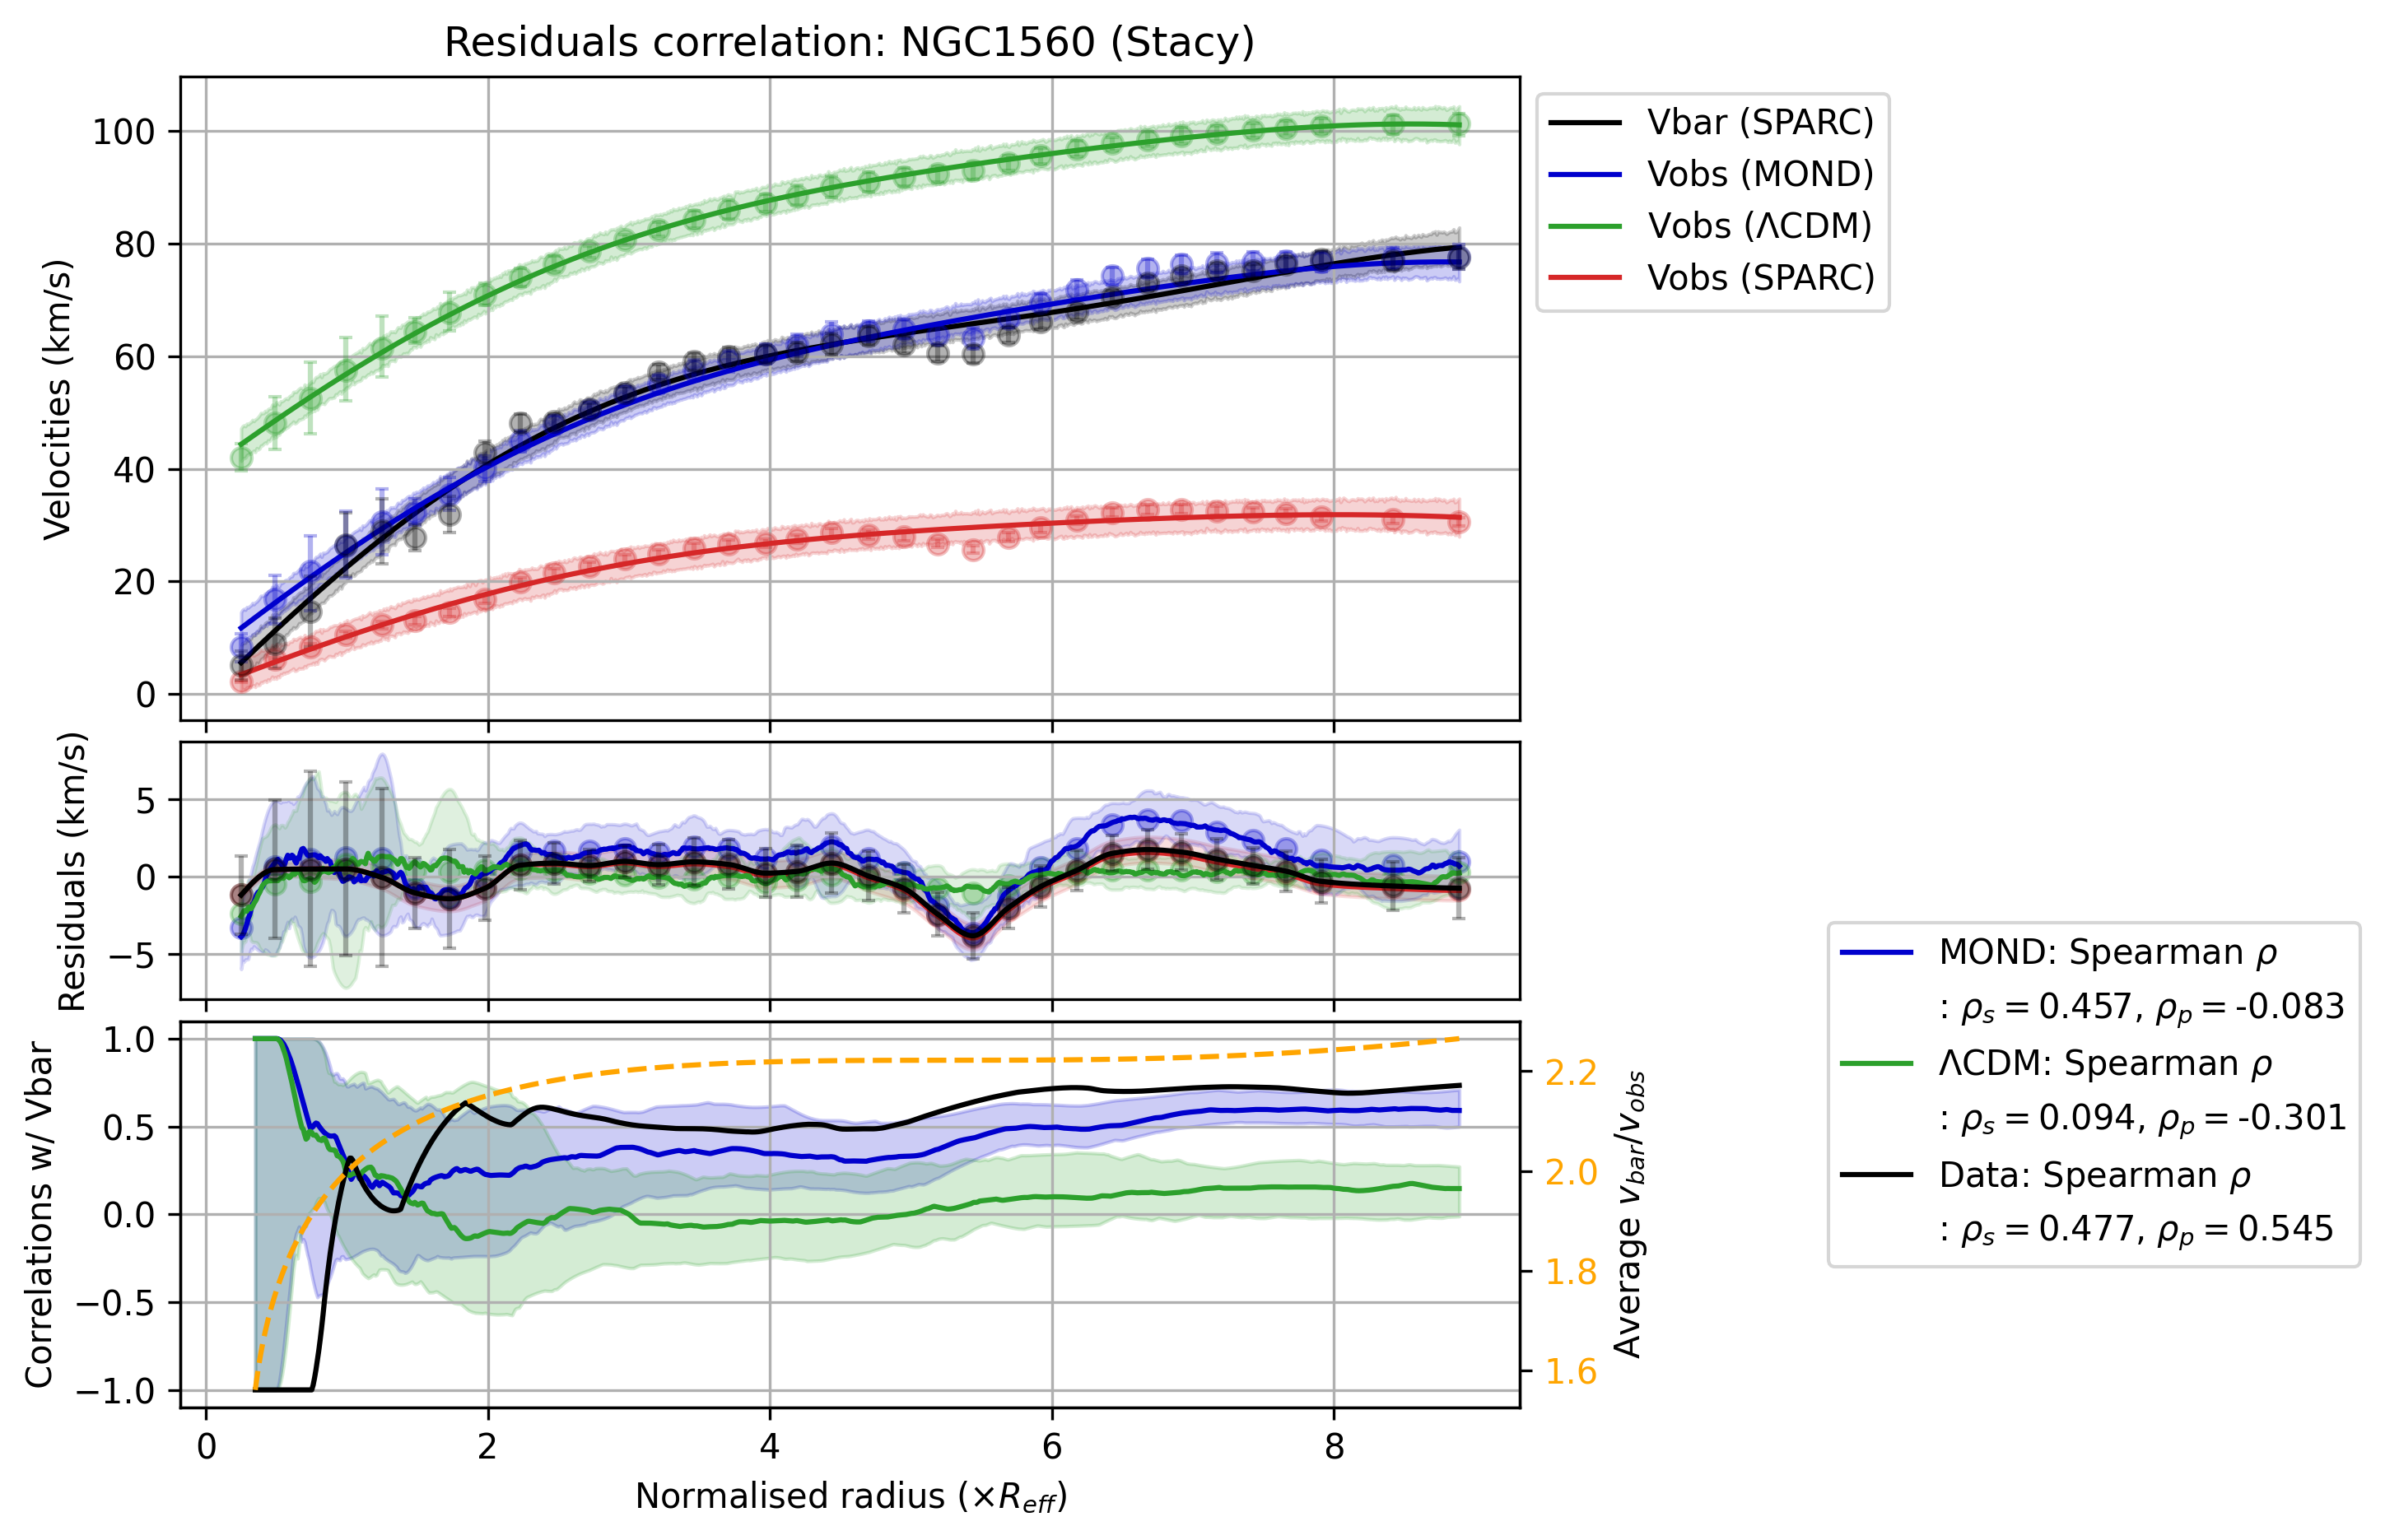 Residuals correlation: NGC1560 (Stacy)
Velocities (km/s)
100
80
60
40
20
0
Vbar (SPARC)
Vobs (MOND)
Vobs (ΛCDM)
Vobs (SPARC)
Residuals (km/s)
5
0
−5
Correlations w/ Vbar
1.0
0.5
0.0
−0.5
−1.0
2.2
2.0
1.8
1.6
Average v_bar/v_obs
MOND: Spearman ρ
: ρ_s = 0.457, ρ_p = -0.083
ΛCDM: Spearman ρ
: ρ_s = 0.094, ρ_p = -0.301
Data: Spearman ρ
: ρ_s = 0.477, ρ_p = 0.545
0 2 4 6 8
Normalised radius (×R_eff)